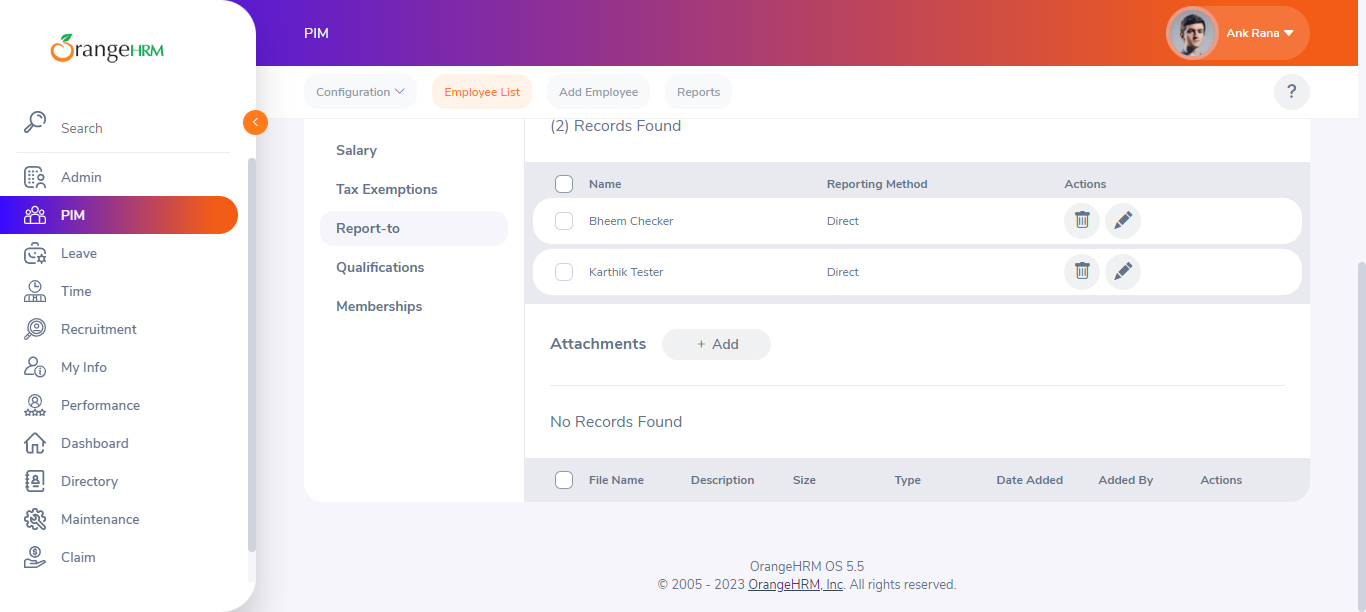 OrangeHRM
PIM
Ank Rana
Search
Configuration
Employee List
Add Employee
Reports
?
Admin
PIM
Leave
Time
Recruitment
My Info
Performance
Dashboard
Directory
Maintenance
Claim
Salary
Tax Exemptions
Report-to
Qualifications
Memberships
(2) Records Found
Name Reporting Method Actions
Bheem Checker Direct
Karthik Tester Direct
Attachments + Add
No Records Found
File Name Description Size Type Date Added Added By Actions
OrangeHRM OS 5.5
© 2005 - 2023 OrangeHRM, Inc. All rights reserved.